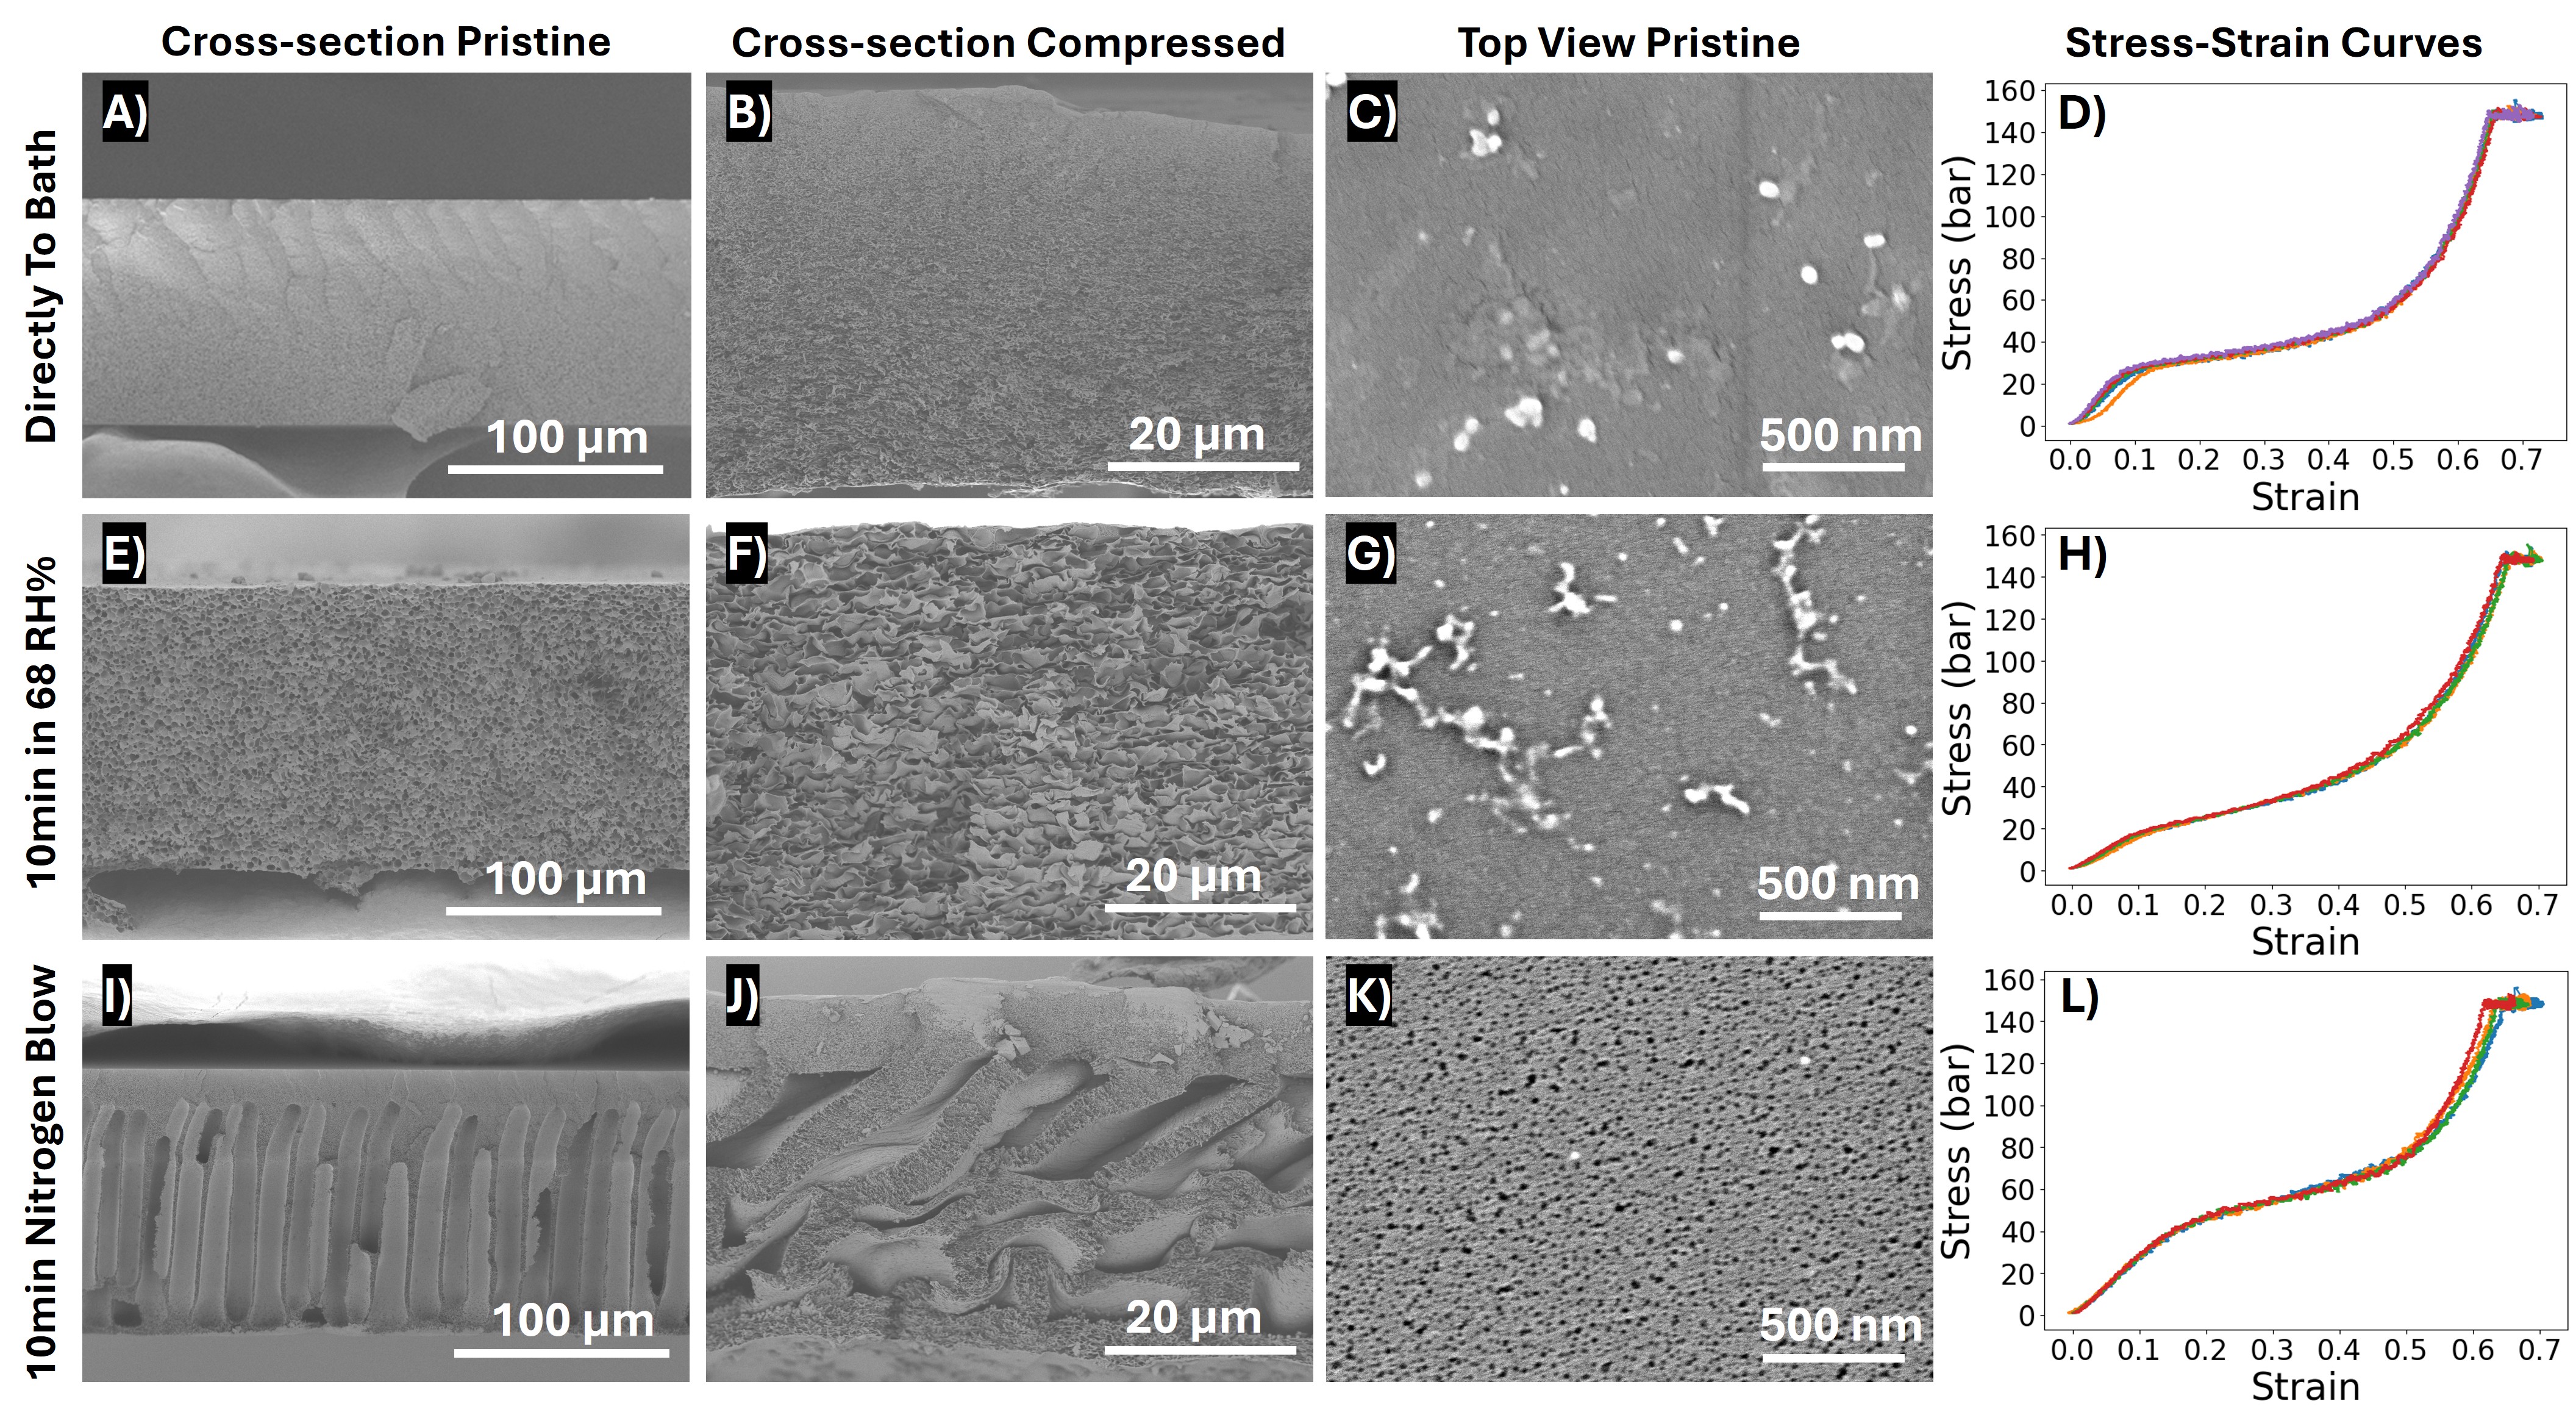 Cross-section Pristine
Cross-section Compressed
Top View Pristine
Stress-Strain Curves
Directly To Bath
A)
100 µm
B)
20 µm
C)
500 nm
D)
Stress (bar)
160
140
120
100
80
60
40
20
0
0.0 0.1 0.2 0.3 0.4 0.5 0.6 0.7
Strain
10min in 68 RH%
E)
100 µm
F)
20 µm
G)
500 nm
H)
Stress (bar)
160
140
120
100
80
60
40
20
0
0.0 0.1 0.2 0.3 0.4 0.5 0.6 0.7
Strain
10min Nitrogen Blow
I)
100 µm
J)
20 µm
K)
500 nm
L)
Stress (bar)
160
140
120
100
80
60
40
20
0
0.0 0.1 0.2 0.3 0.4 0.5 0.6 0.7
Strain